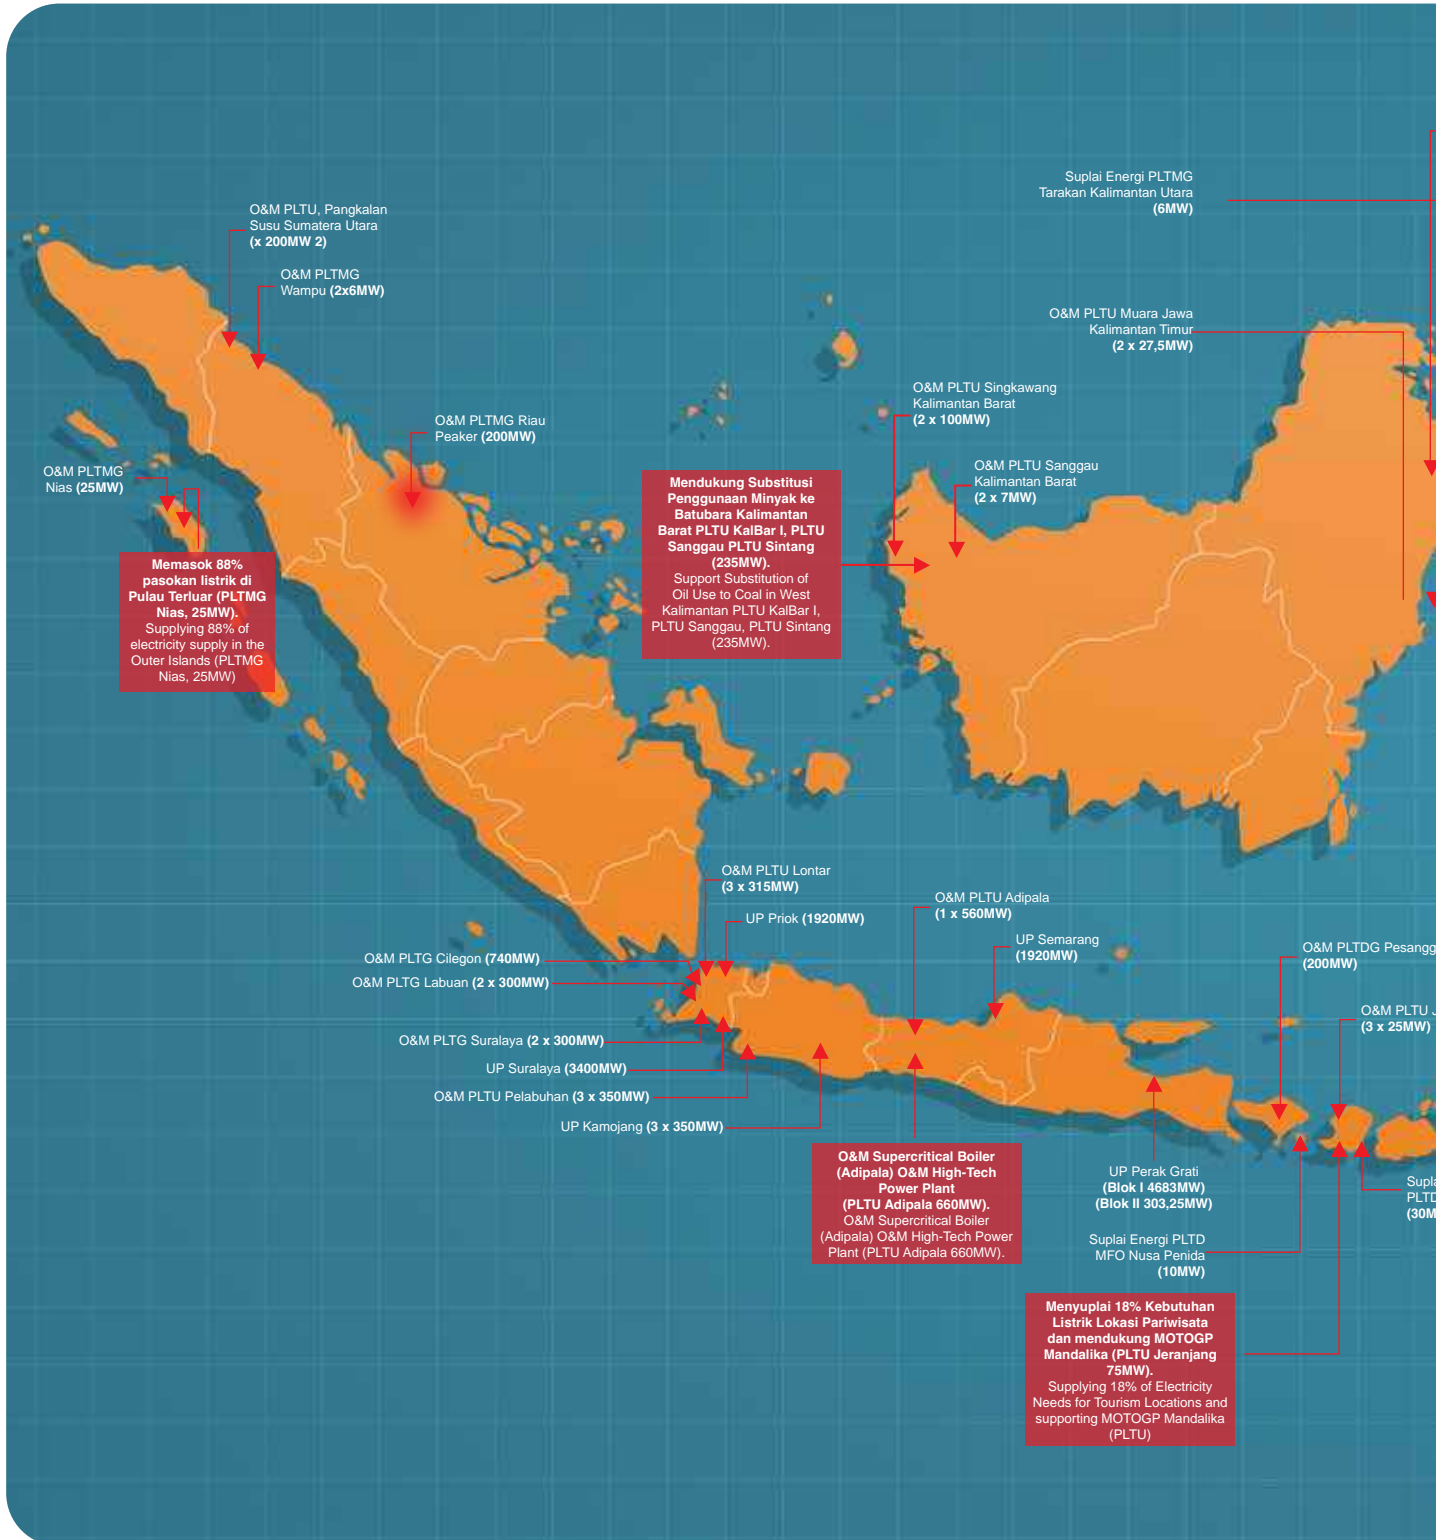 Suplai Energi PLTMG
Tarakan Kalimantan Utara
(6MW)
O&M PLTU, Pangkalan
Susu Sumatera Utara
(x 200MW 2)
O&M PLTMG
Wampu (2x6MW)
O&M PLTU Muara Jawa
Kalimantan Timur
(2 x 27,5MW)
O&M PLTU Singkawang
Kalimantan Barat
(2 x 100MW)
O&M PLTMG Riau
Peaker (200MW)
O&M PLTU Sanggau
Kalimantan Barat
(2 x 7MW)
O&M PLTMG
Nias (25MW)
Mendukung Substitusi
Penggunaan Minyak ke
Batubara Kalimantan
Barat PLTU KalBar I, PLTU
Sanggau PLTU Sintang
(235MW).
Support Substitution of
Oil Use to Coal in West
Kalimantan PLTU KalBar I,
PLTU Sanggau, PLTU Sintang
(235MW).
Memasok 88%
pasokan listrik di
Pulau Terluar (PLTMG
Nias, 25MW).
Supplying 88% of
electricity supply in the
Outer Islands (PLTMG
Nias, 25MW)
O&M PLTU Lontar
(3 x 315MW)
UP Priok (1920MW)
O&M PLTU Adipala
(1 x 560MW)
UP Semarang
(1920MW)
O&M PLTDG Pesangg
(200MW)
O&M PLTG Cilegon (740MW)
O&M PLTG Labuan (2 x 300MW)
O&M PLTU J
(3 x 25MW)
O&M PLTG Suralaya (2 x 300MW)
UP Suralaya (3400MW)
O&M PLTU Pelabuhan (3 x 350MW)
UP Kamojang (3 x 350MW)
O&M Supercritical Boiler
(Adipala) O&M High-Tech
Power Plant
(PLTU Adipala 660MW).
O&M Supercritical Boiler
(Adipala) O&M High-Tech Power
Plant (PLTU Adipala 660MW).
UP Perak Grati
(Blok I 4683MW)
(Blok II 303,25MW)
Supla
PLTD
(30M
Suplai Energi PLTD
MFO Nusa Penida
(10MW)
Menyuplai 18% Kebutuhan
Listrik Lokasi Pariwisata
dan mendukung MOTOGP
Mandalika (PLTU Jeranjang
75MW).
Supplying 18% of Electricity
Needs for Tourism Locations and
supporting MOTOGP Mandalika
(PLTU)